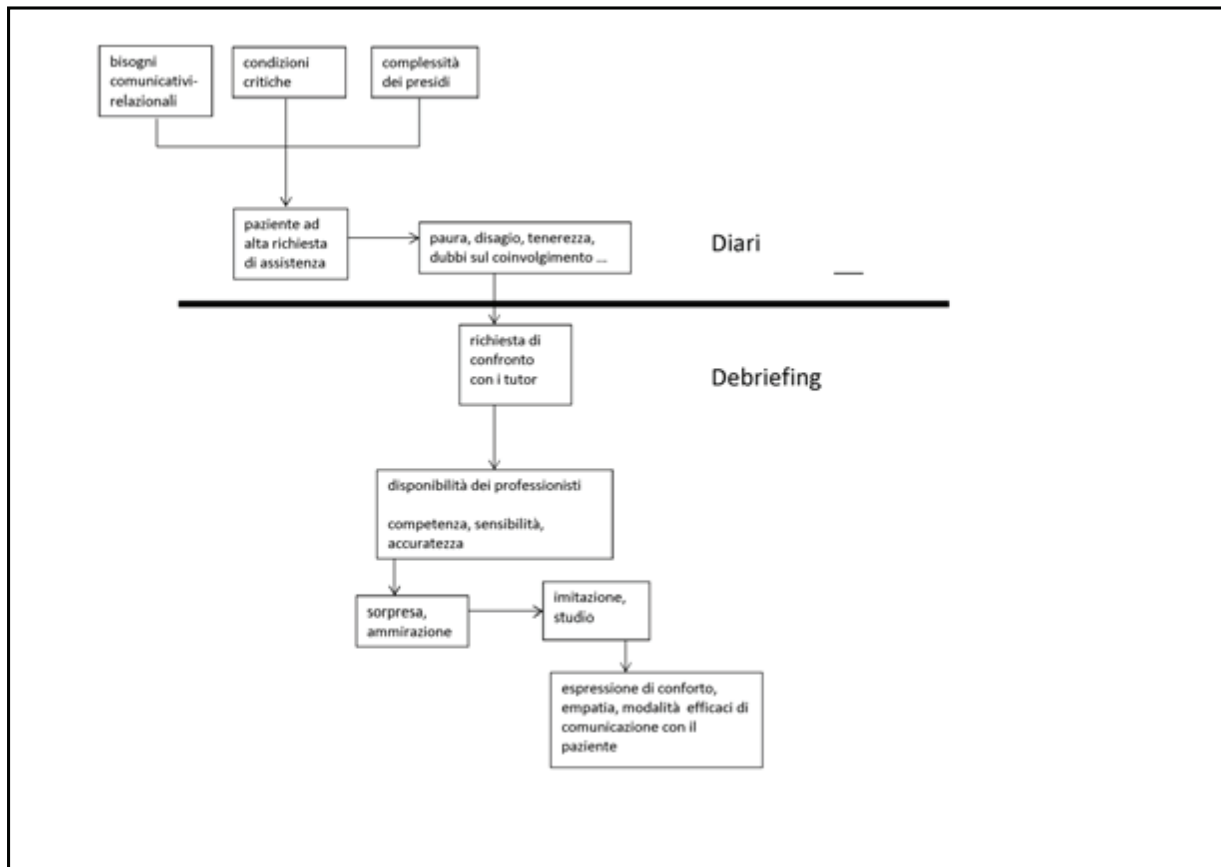 bisogni
comunicativi-
relazionali
condizioni
critiche
complessità
dei presidi
paziente ad
alta richiesta
di assistenza
paura, disagio, tenerezza,
dubbi sul coinvolgimento ...
Diari
richiesta di
confronto
con i tutor
Debriefing
disponibilità dei professionisti
competenza, sensibilità,
accuratezza
sorpresa,
ammirazione
imitazione,
studio
espressione di conforto,
empatia, modalità efficaci di
comunicazione con il
paziente